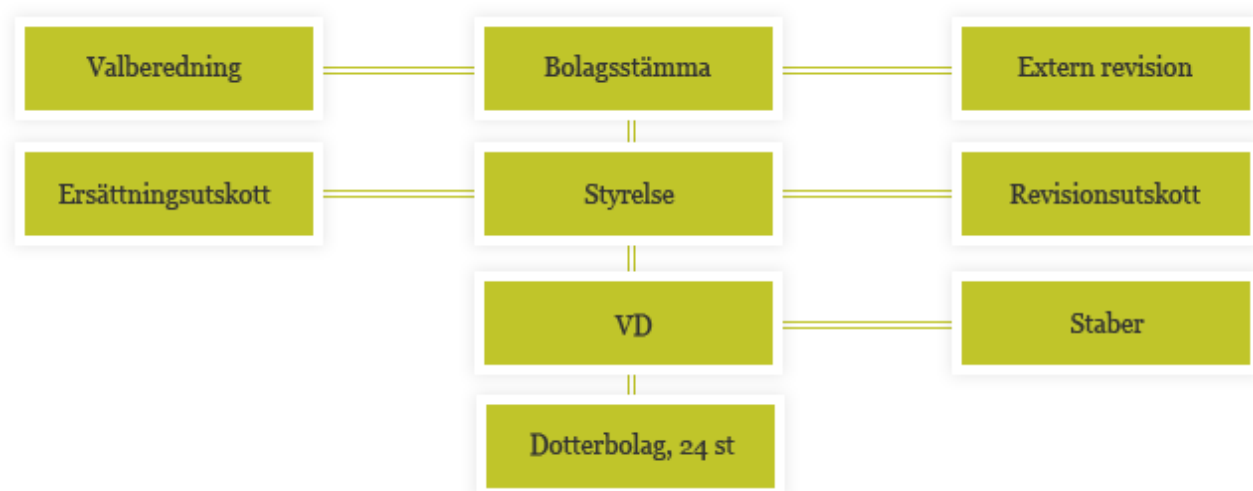 Valberedning
Bolagsstämma
Extern revision
Ersättningsutskott
Styrelse
Revisionsutskott
VD
Staber
Dotterbolag, 24 st